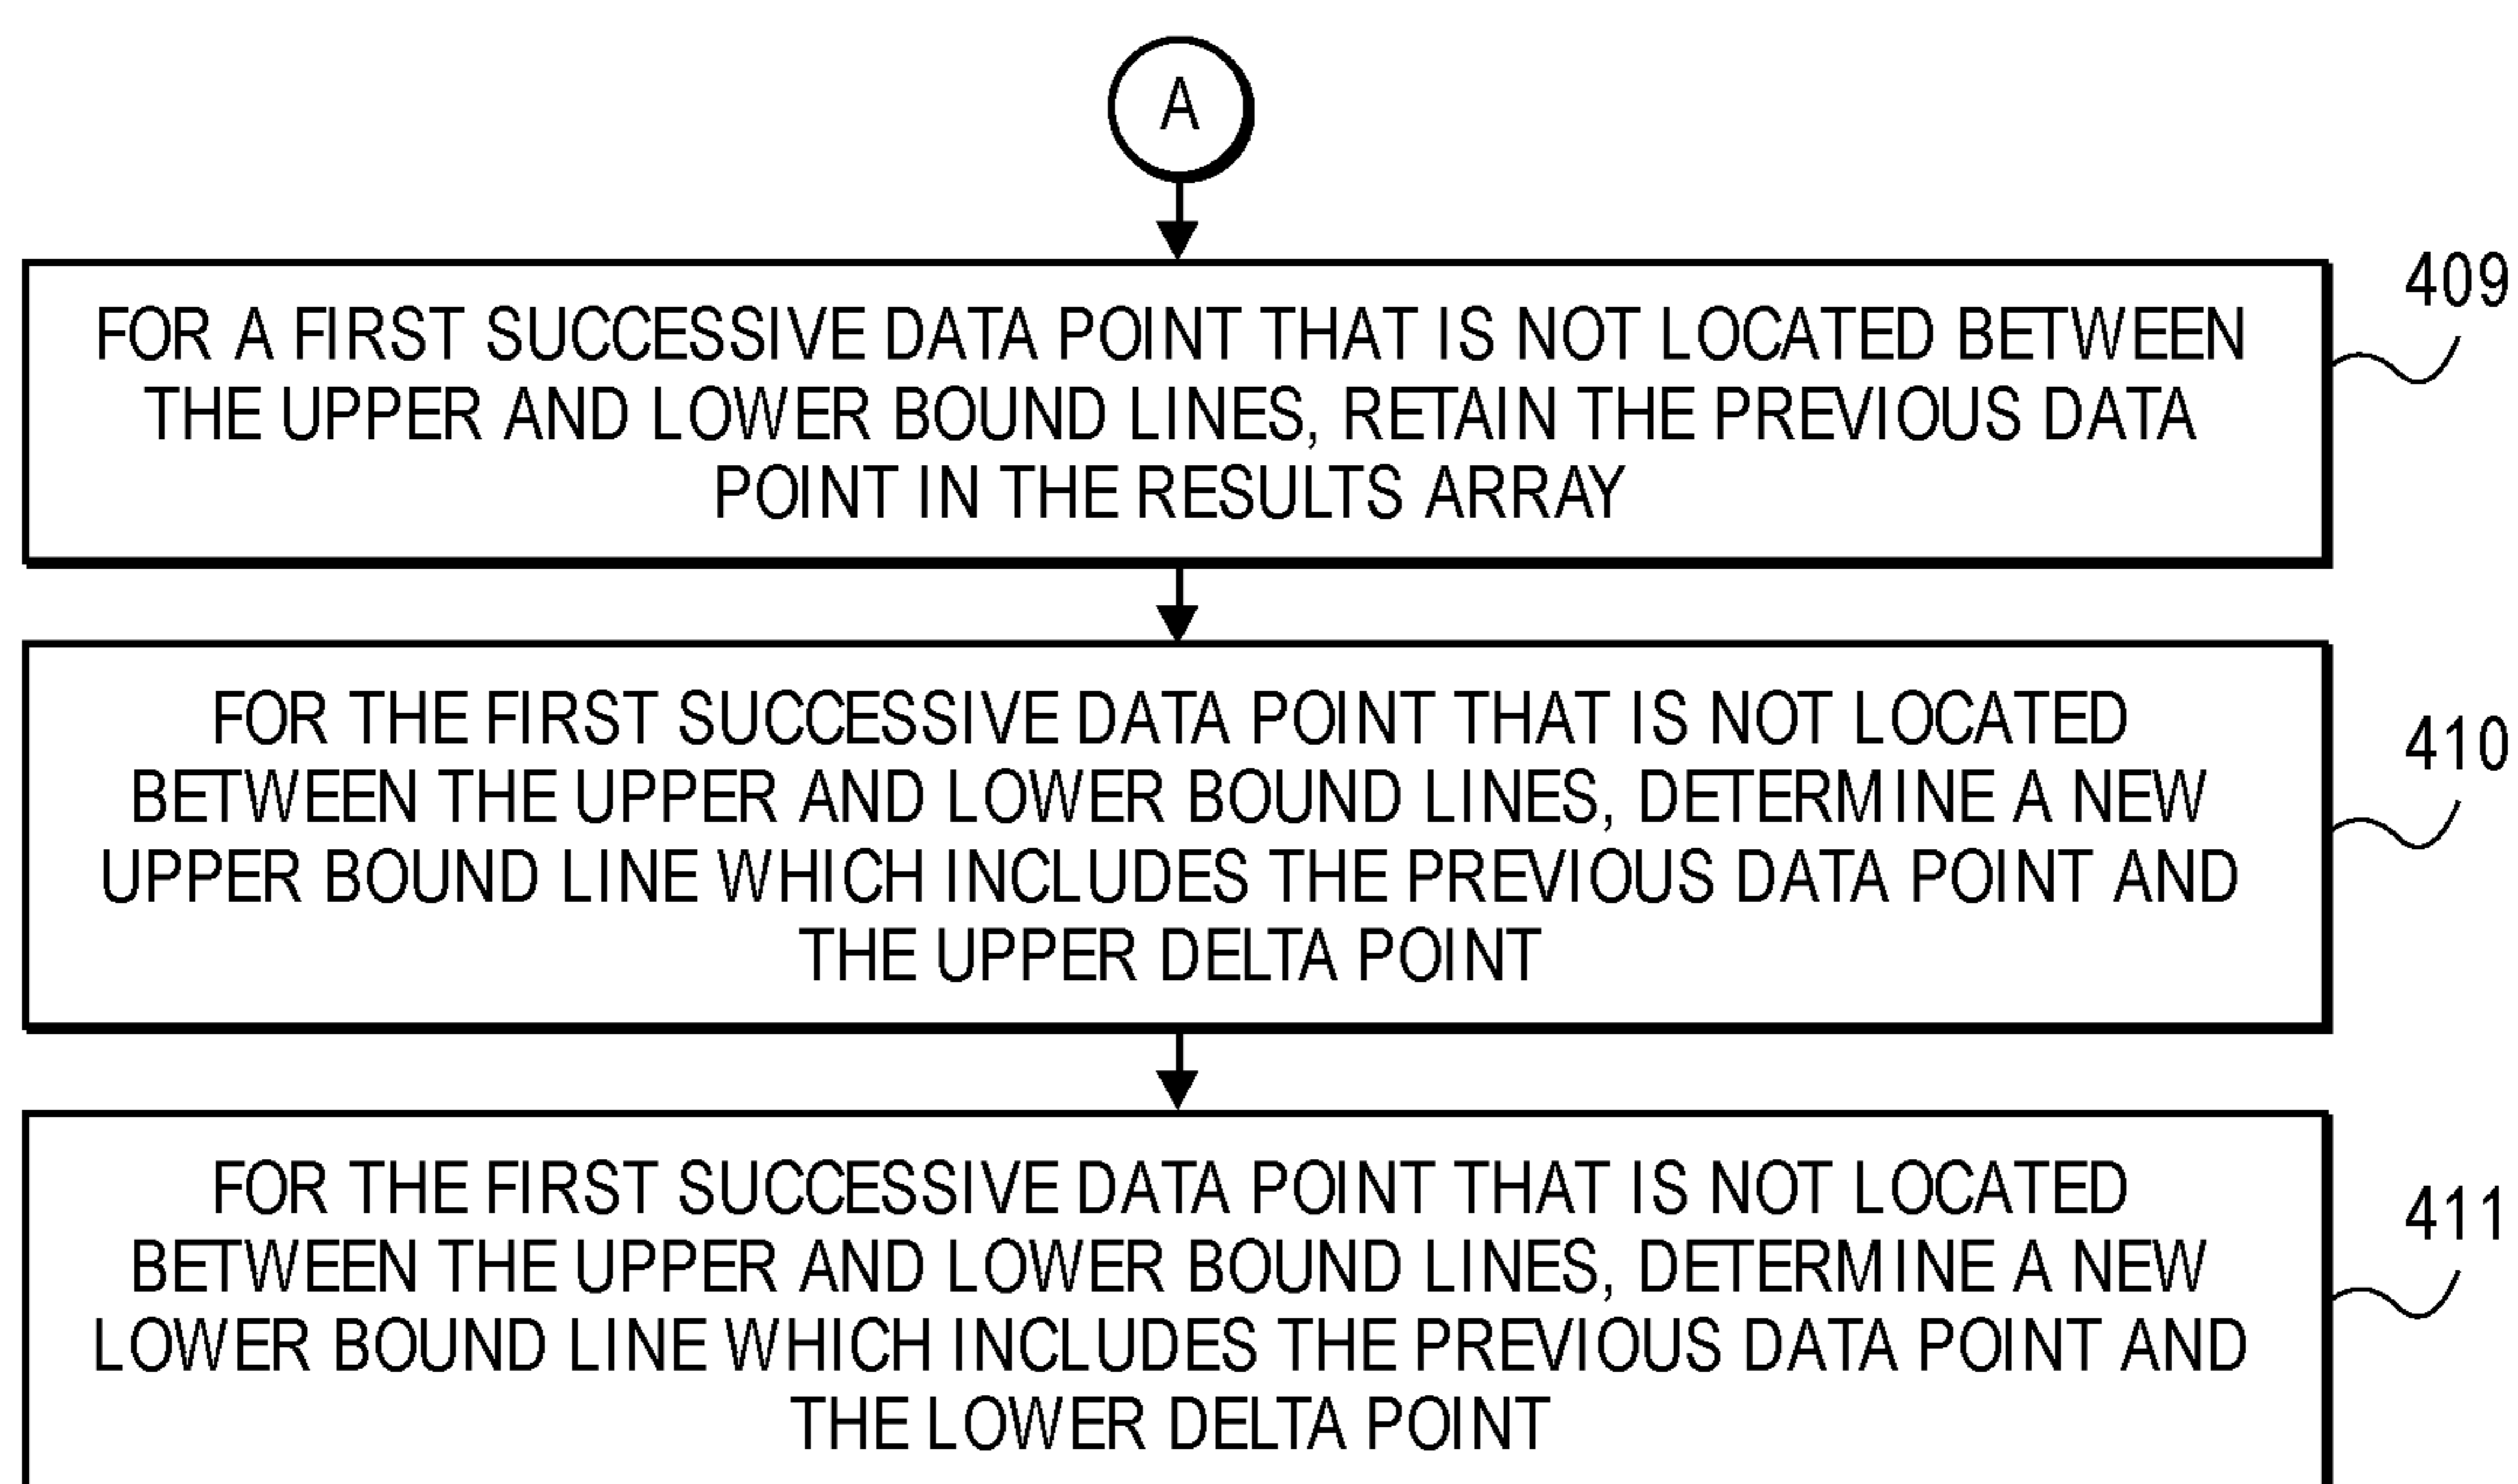 A
FOR A FIRST SUCCESSIVE DATA POINT THAT IS NOT LOCATED BETWEEN
THE UPPER AND LOWER BOUND LINES, RETAIN THE PREVIOUS DATA
POINT IN THE RESULTS ARRAY
409
FOR THE FIRST SUCCESSIVE DATA POINT THAT IS NOT LOCATED
BETWEEN THE UPPER AND LOWER BOUND LINES, DETERMINE A NEW
UPPER BOUND LINE WHICH INCLUDES THE PREVIOUS DATA POINT AND
THE UPPER DELTA POINT
410
FOR THE FIRST SUCCESSIVE DATA POINT THAT IS NOT LOCATED
BETWEEN THE UPPER AND LOWER BOUND LINES, DETERMINE A NEW
LOWER BOUND LINE WHICH INCLUDES THE PREVIOUS DATA POINT AND
THE LOWER DELTA POINT
411